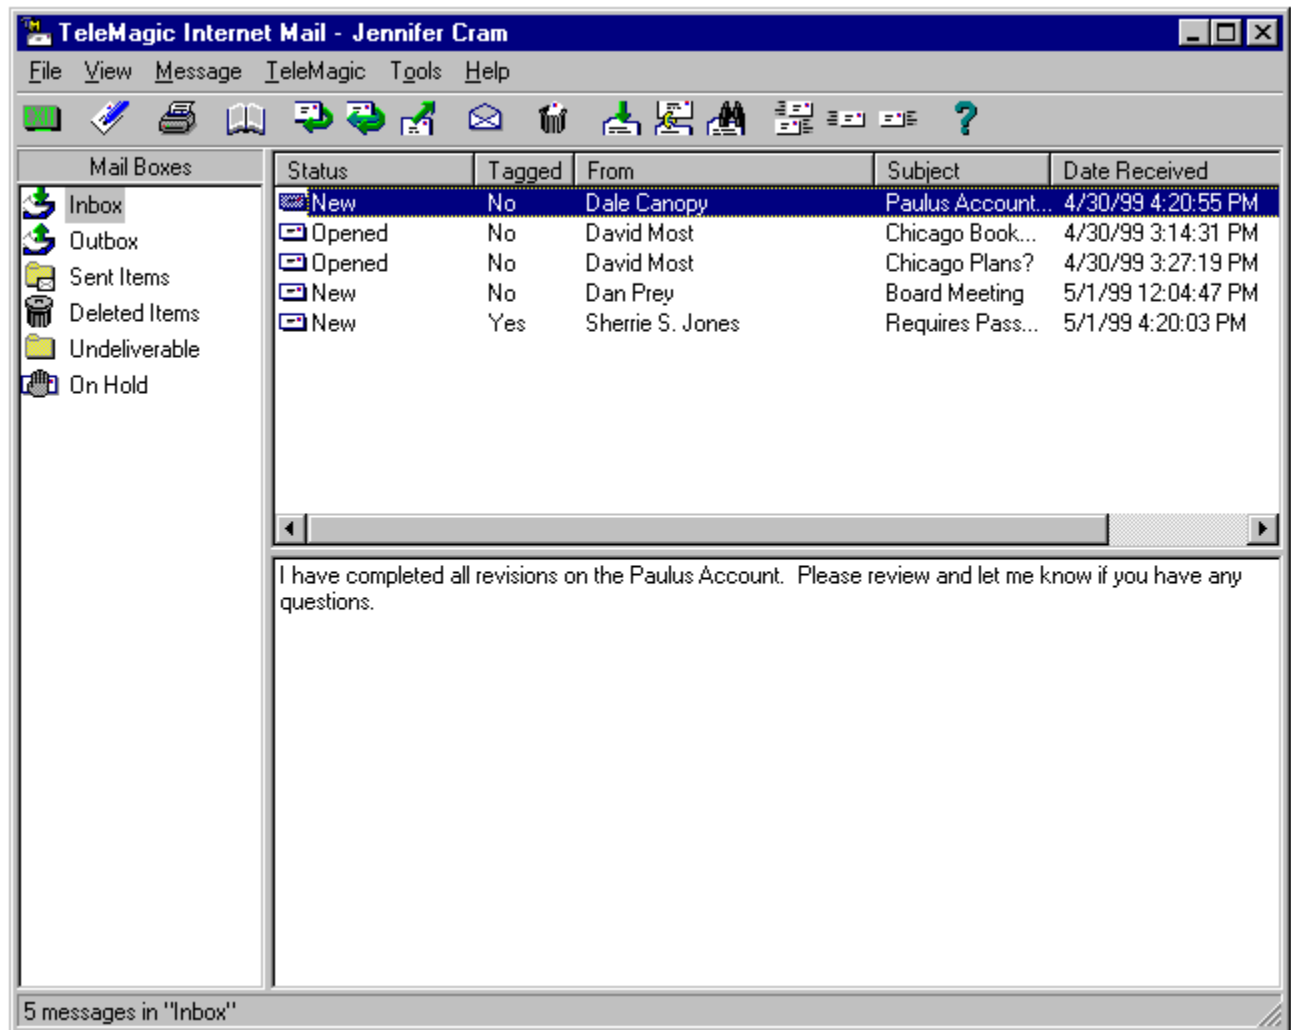 TeleMagic Internet Mail - Jennifer Cram
File View Message TeleMagic Tools Help
EXIT
Mail Boxes
Inbox
Outbox
Sent Items
Deleted Items
Undeliverable
On Hold
Status Tagged From Subject Date Received
New No Dale Canopy Paulus Account... 4/30/99 4:20:55 PM
Opened No David Most Chicago Book... 4/30/99 3:14:31 PM
Opened No David Most Chicago Plans? 4/30/99 3:27:19 PM
New No Dan Prey Board Meeting 5/1/99 12:04:47 PM
New Yes Sherrie S. Jones Requires Pass... 5/1/99 4:20:03 PM
I have completed all revisions on the Paulus Account. Please review and let me know if you have any
questions.
5 messages in "Inbox"